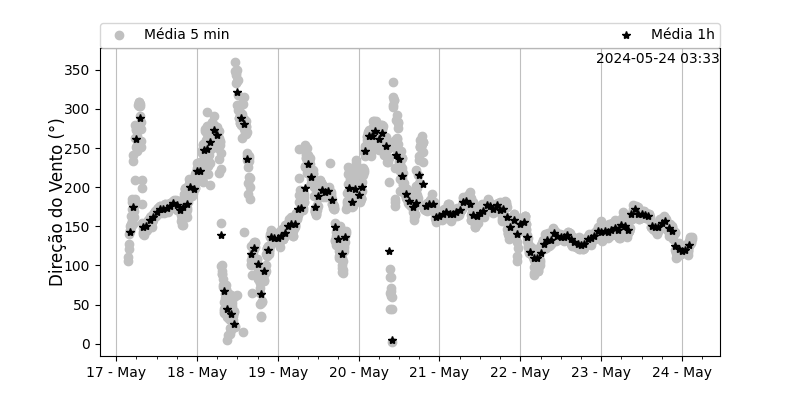 Média 5 min
Média 1h
2024-05-24 03:33
Direção do Vento (°)
350
300
250
200
150
100
50
0
17 - May
18 - May
19 - May
20 - May
21 - May
22 - May
23 - May
24 - May